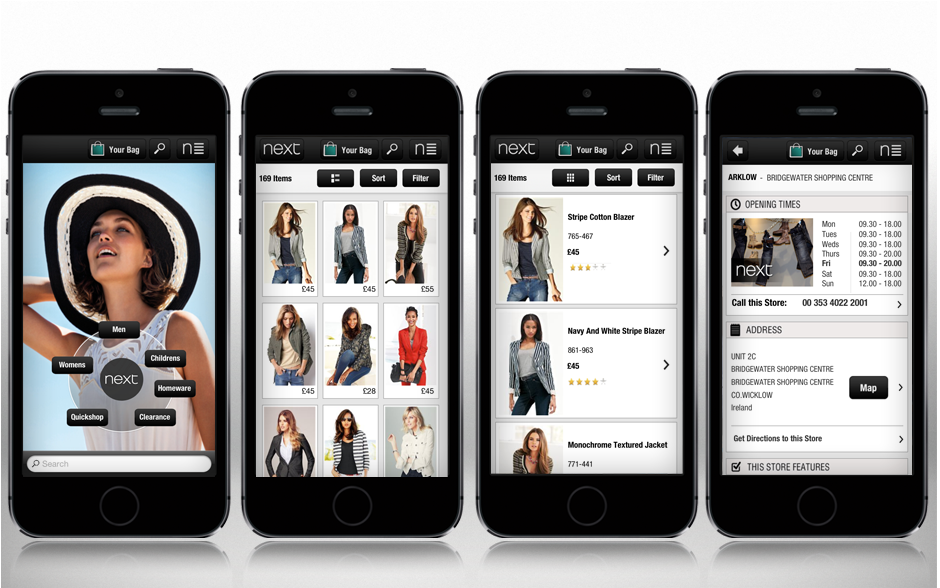 Your Bag
n
Men
Womens
Childrens
next
Homeware
Quickshop
Clearance
Search
next
Your Bag
n
169 Items
Sort
Filter
£45
£45
£55
£45
£28
£45
next
Your Bag
n
169 Items
Sort
Filter
Stripe Cotton Blazer
765-467
£45
Navy And White Stripe Blazer
861-963
£45
Monochrome Textured Jacket
771-441
Your Bag
n
ARKLOW - BRIDGEWATER SHOPPING CENTRE
OPENING TIMES
next
Mon 09.30 - 18.00
Tues 09.30 - 18.00
Weds 09.30 - 18.00
Thurs 09.30 - 20.00
Fri 09.30 - 20.00
Sat 09.30 - 18.00
Sun 12.00 - 18.00
Call this Store: 00 353 4022 2001
ADDRESS
UNIT 2C
BRIDGEWATER SHOPPING CENTRE
BRIDGEWATER SHOPPING CENTRE
CO.WICKLOW
Ireland
Map
Get Directions to this Store
THIS STORE FEATURES